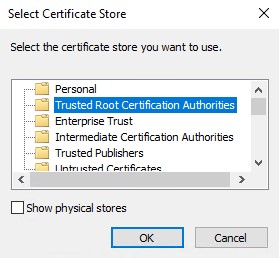 Select Certificate Store
Select the certificate store you want to use.
Personal
Trusted Root Certification Authorities
Enterprise Trust
Intermediate Certification Authorities
Trusted Publishers
Untrusted Certificates
Show physical stores
OK
Cancel